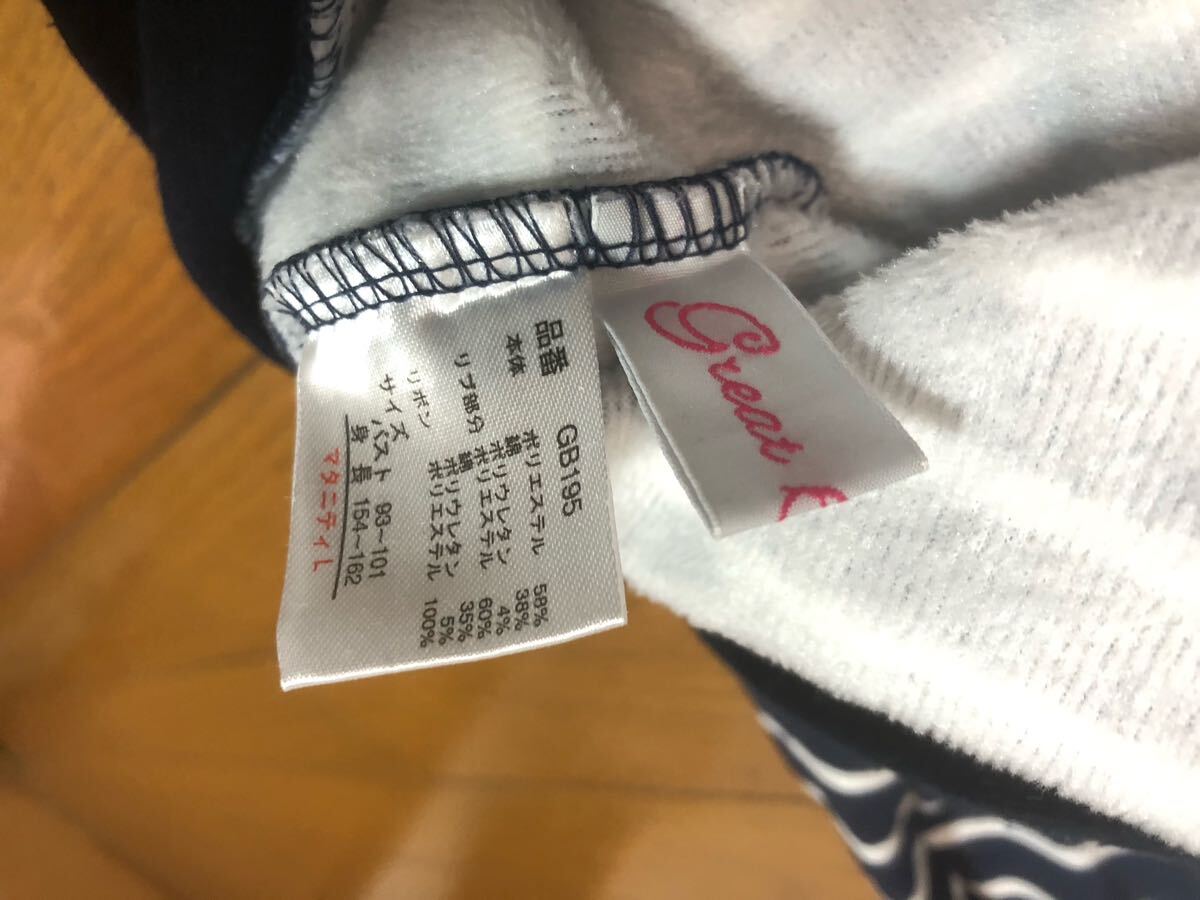 品番 GB195
本体 ポリエステル 58%
綿 38%
ポリウレタン 4%
リブ部分 ポリエステル 60%
綿 35%
ポリウレタン 5%
リボン ポリエステル 100%
サイズ
バスト 93~101
身長 154~162
マタニティL
Great